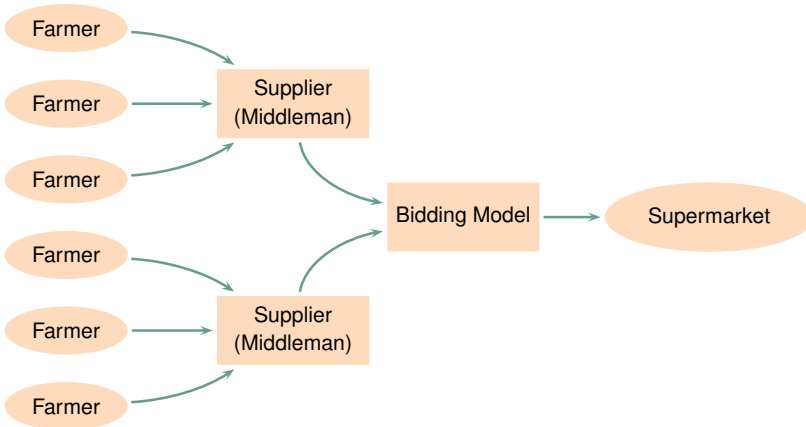 Farmer
Farmer
Farmer
Supplier
(Middleman)
Bidding Model
Supermarket
Farmer
Farmer
Farmer
Supplier
(Middleman)